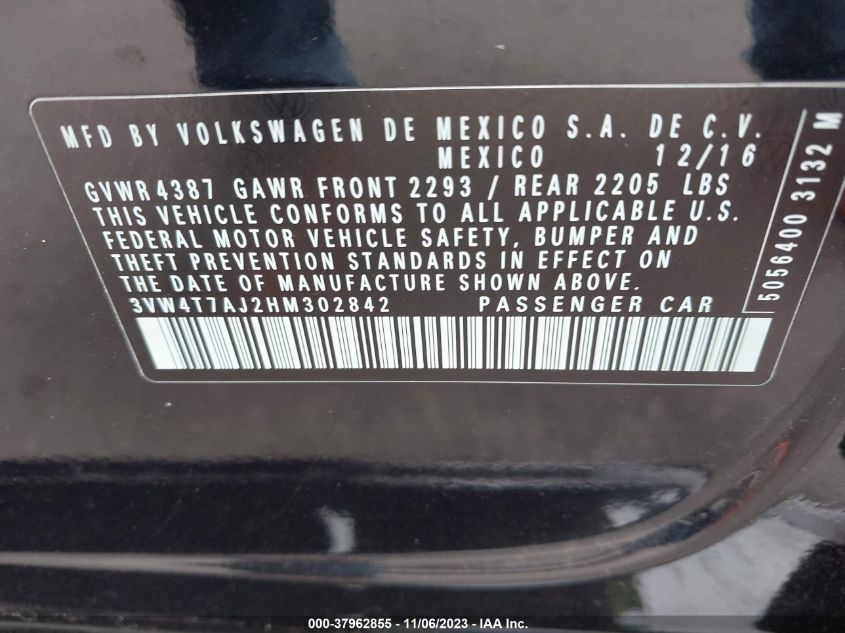 MFD BY VOLKSWAGEN DE MEXICO S.A. DE C.V.
MEXICO 12/16
GVWR 4387 GAWR FRONT 2293 / REAR 2205 LBS
THIS VEHICLE CONFORMS TO ALL APPLICABLE U.S.
FEDERAL MOTOR VEHICLE SAFETY, BUMPER AND
THEFT PREVENTION STANDARDS IN EFFECT ON
THE DATE OF MANUFACTURE SHOWN ABOVE.
3VW4T7AJ2HM302842 PASSENGER CAR
5056400 3132 M
000-37962855 - 11/06/2023 - IAA Inc.